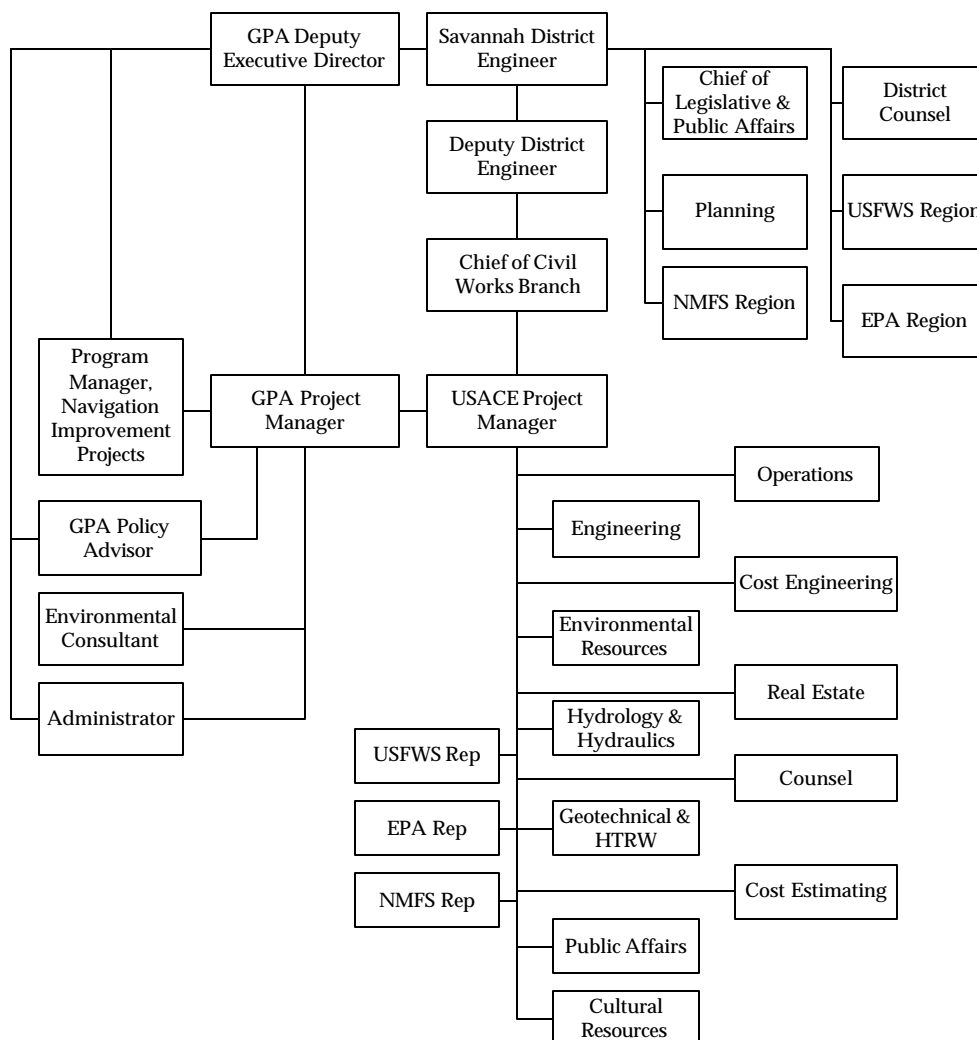 GPA Deputy
Executive Director
Savannah District
Engineer
Chief of
Legislative &
Public Affairs
District
Counsel
Deputy District
Engineer
Planning
USFWS Region
Chief of Civil
Works Branch
NMFS Region
EPA Region
Program
Manager,
Navigation
Improvement
Projects
GPA Project
Manager
USACE Project
Manager
Operations
GPA Policy
Advisor
Engineering
Cost Engineering
Environmental
Consultant
Environmental
Resources
Real Estate
Administrator
Hydrology &
Hydraulics
USFWS Rep
Counsel
EPA Rep
Geotechnical &
HTRW
NMFS Rep
Cost Estimating
Public Affairs
Cultural
Resources